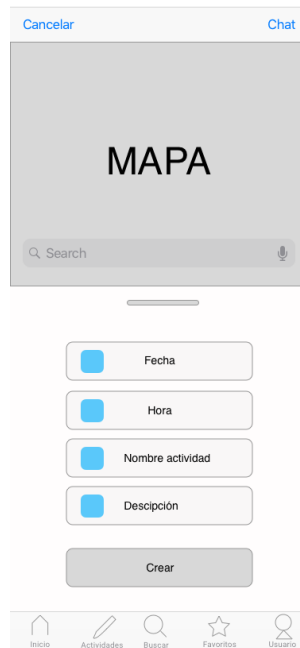 Cancelar Chat
MAPA
Search
Fecha
Hora
Nombre actividad
Descipción
Crear
Inicio Actividades Buscar Favoritos Usuario